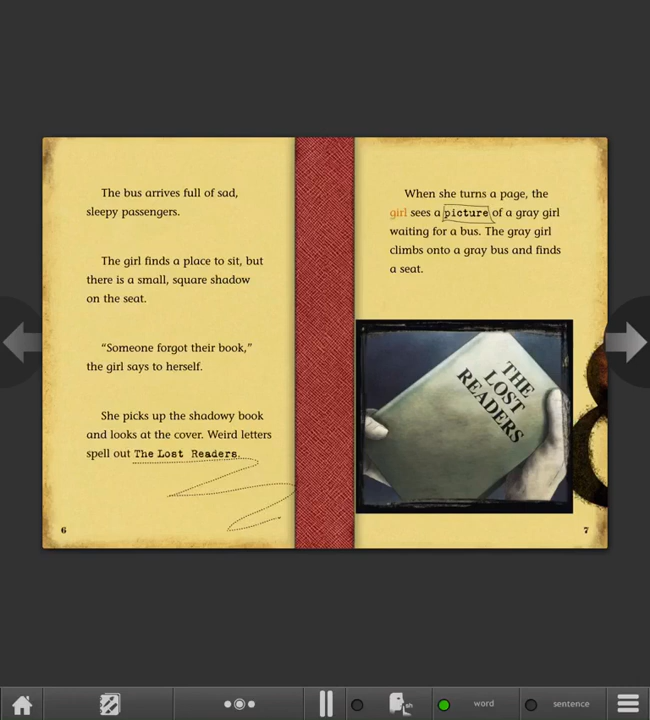 The bus arrives full of sad,
sleepy passengers.
The girl finds a place to sit, but
there is a small, square shadow
on the seat.
“Someone forgot their book,”
the girl says to herself.
She picks up the shadowy book
and looks at the cover. Weird letters
spell out The Lost Readers.
6
When she turns a page, the
girl sees a picture of a gray girl
waiting for a bus. The gray girl
climbs onto a gray bus and finds
a seat.
THE
LOST
READERS
7
sh
word
sentence